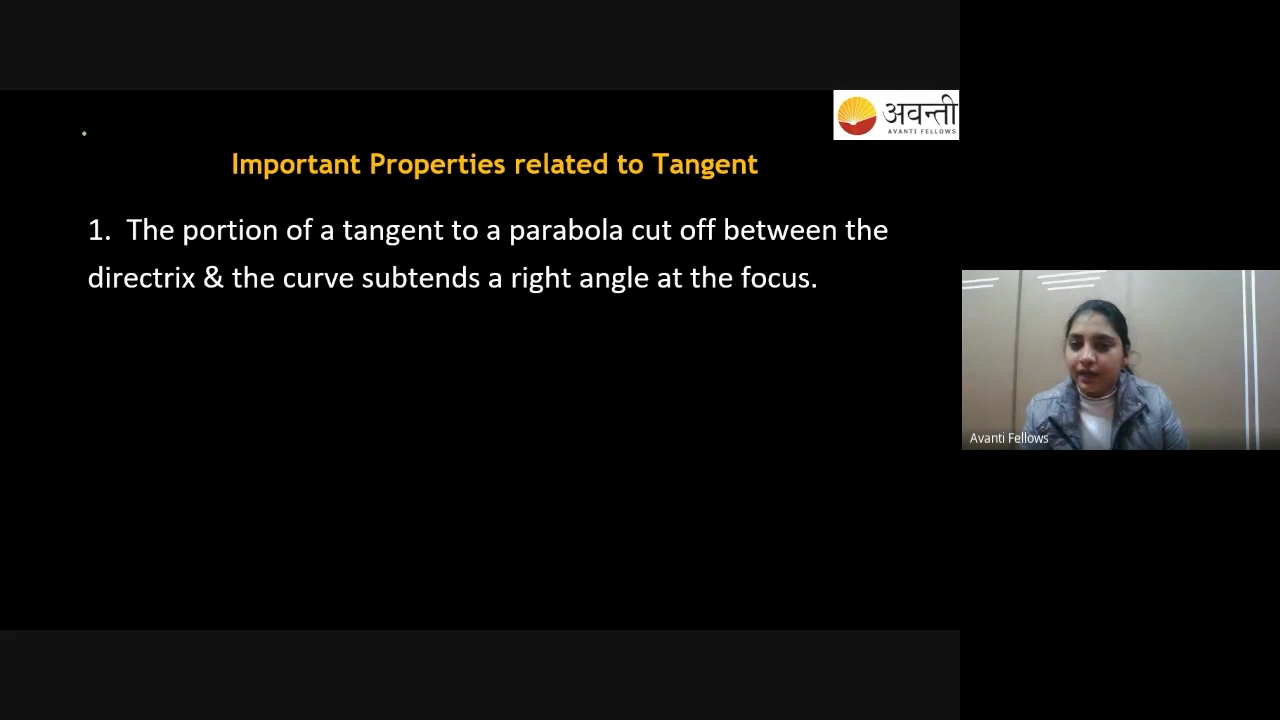 अवन्ती
AVANTI FELLOWS
Important Properties related to Tangent
1. The portion of a tangent to a parabola cut off between the
directrix & the curve subtends a right angle at the focus.
Avanti Fellows